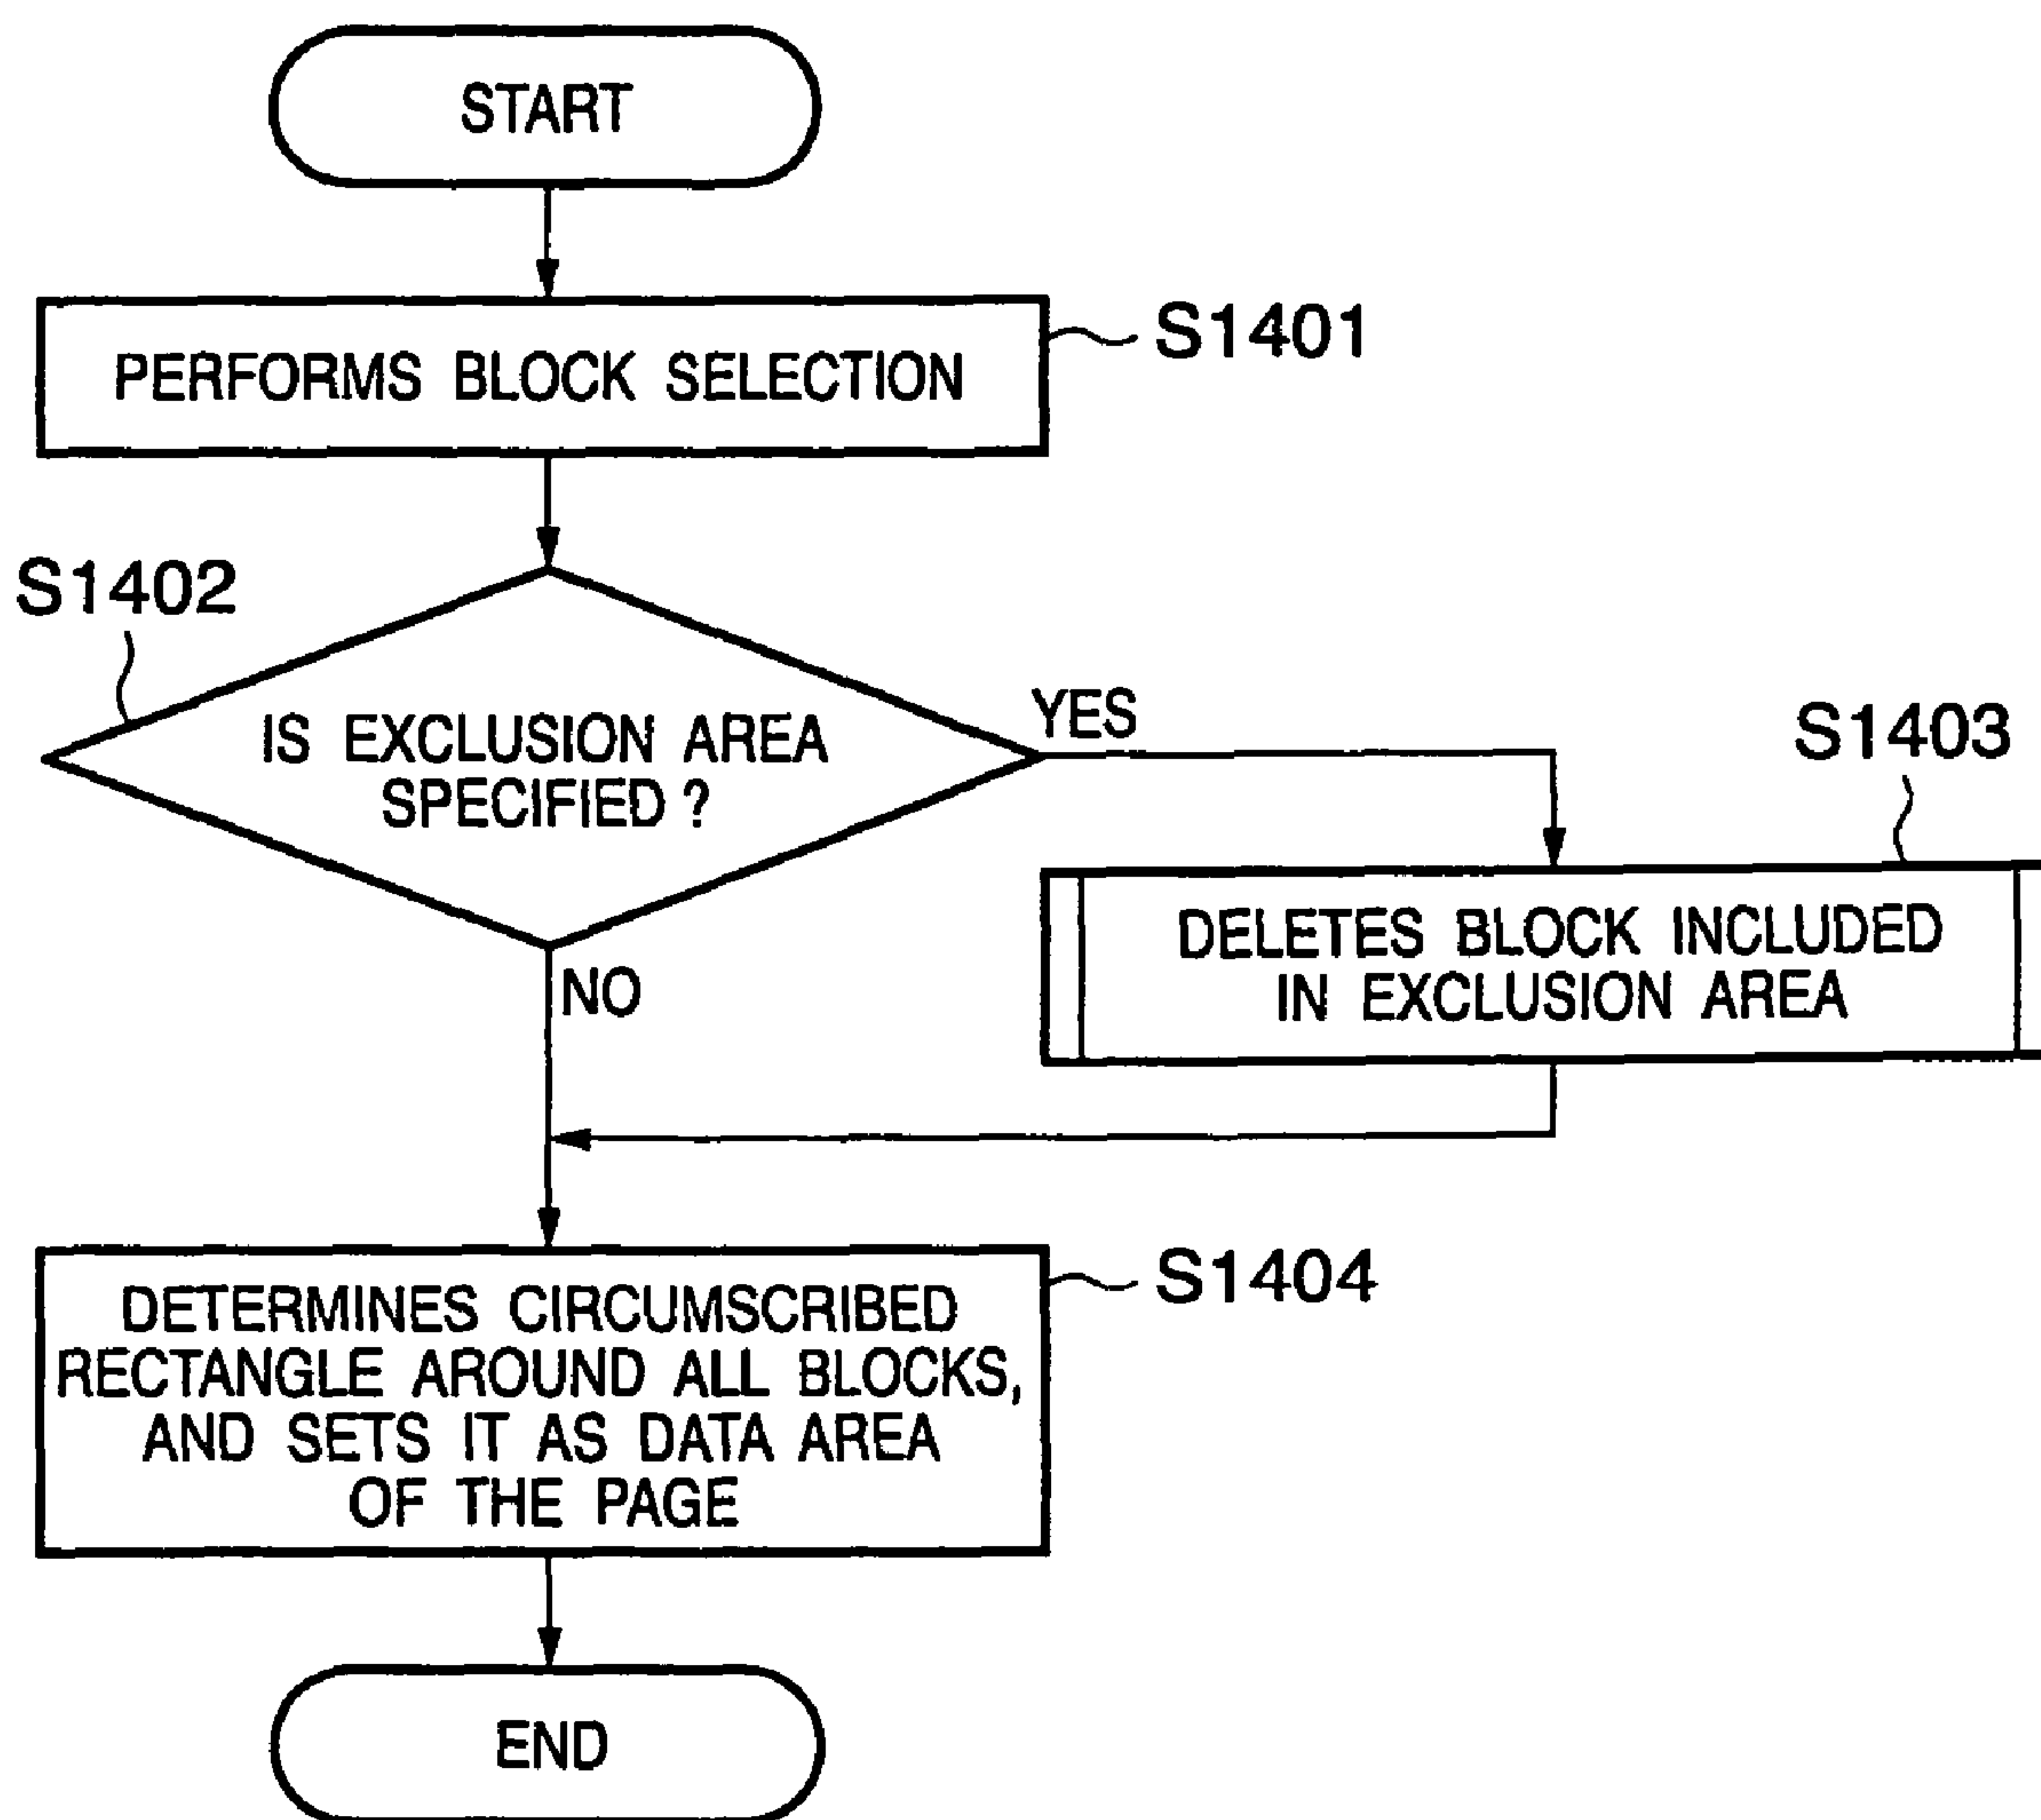 START
PERFORMS BLOCK SELECTION
S1401
S1402
IS EXCLUSION AREA
SPECIFIED ?
YES
S1403
DELETES BLOCK INCLUDED
IN EXCLUSION AREA
NO
DETERMINES CIRCUMSCRIBED
RECTANGLE AROUND ALL BLOCKS,
AND SETS IT AS DATA AREA
OF THE PAGE
S1404
END